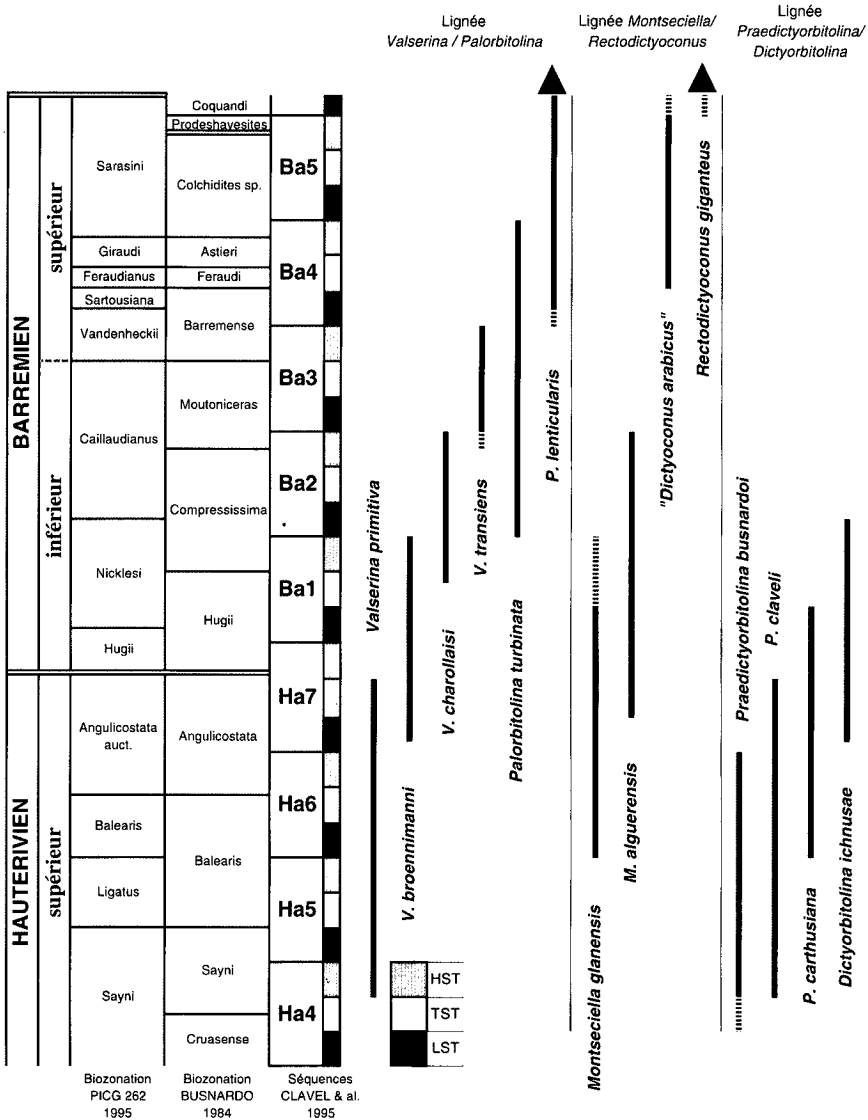 Lignée
Valserina / Palorbitolina
Lignée Montseciella/
Rectodictyoconus
Lignée
Praedictyorbitolina/
Dictyorbitolina
BARREMIEN
HAUTERIVIEN
supérieur
inférieur
supérieur
Sarasini
Giraudi
Feraudianus
Sartousiana
Vandenheckii
Caillaudianus
Nicklesi
Hugii
Angulicostata
auct.
Balearis
Ligatus
Sayni
Coquandi
Prodeshavesites
Colchidites sp.
Astieri
Feraudi
Barremense
Moutoniceras
Compressissima
Hugii
Angulicostata
Balearis
Sayni
Cruasense
Ba5
Ba4
Ba3
Ba2
Ba1
Ha7
Ha6
Ha5
Ha4
Valserina primitiva
V. broennimanni
V. charollaisi
V. transiens
Palorbitolina turbinata
P. lenticularis
Montseciella glanensis
M. alguerensis
"Dictyoconus arabicus"
Rectodictyoconus giganteus
Praedictyorbitolina busnardoi
P. claveli
P. carthusiana
Dictyorbitolina ichnusae
HST
TST
LST
Biozonation
PICG 262
1995
Biozonation
BUSNARDO
1984
Séquences
CLAVEL & al.
1995